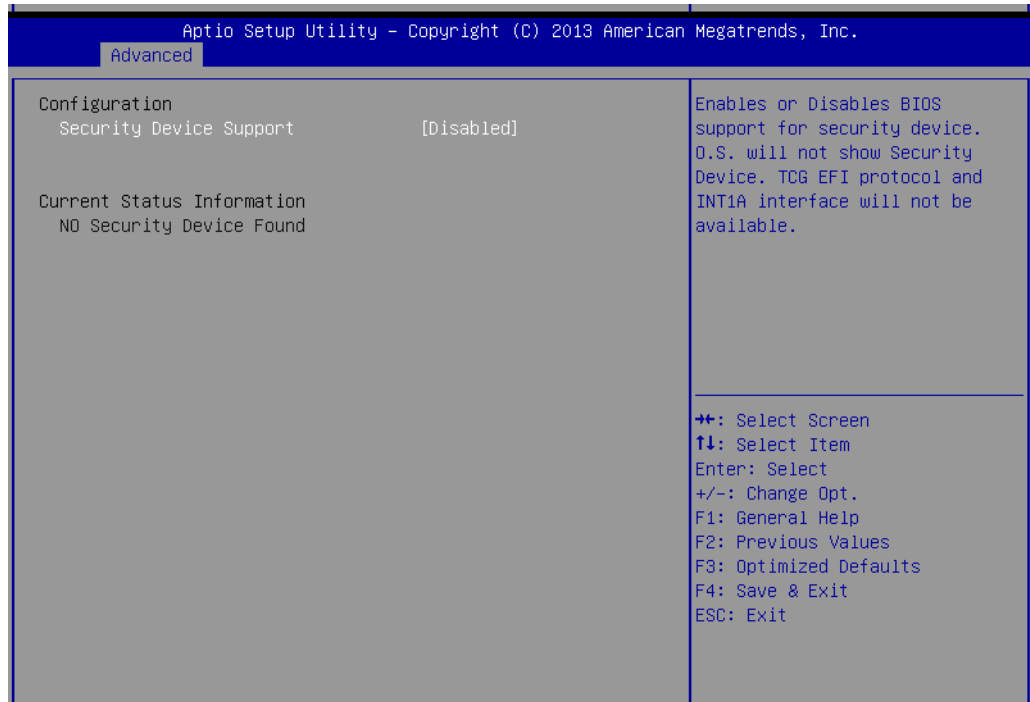 Aptio Setup Utility – Copyright (C) 2013 American Megatrends, Inc.
Advanced
Configuration
Security Device Support [Disabled]
Current Status Information
NO Security Device Found
Enables or Disables BIOS
support for security device.
O.S. will not show Security
Device. TCG EFI protocol and
INT1A interface will not be
available.
→←: Select Screen
↑↓: Select Item
Enter: Select
+/-: Change Opt.
F1: General Help
F2: Previous Values
F3: Optimized Defaults
F4: Save & Exit
ESC: Exit